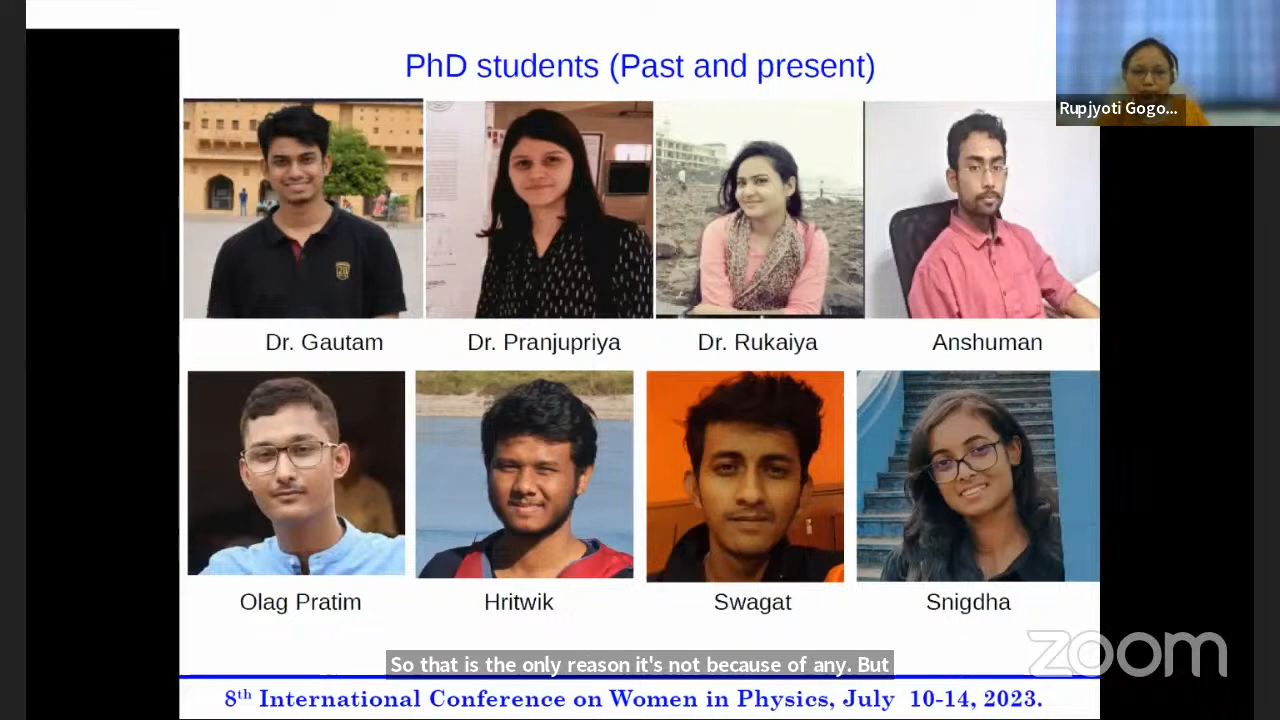 PhD students (Past and present)
Rupjyoti Gogo...
Dr. Gautam
Dr. Pranjupriya
Dr. Rukaiya
Anshuman
Olag Pratim
Hritwik
Swagat
Snigdha
zoom
So that is the only reason it's not because of any. But
8th International Conference on Women in Physics, July 10-14, 2023.